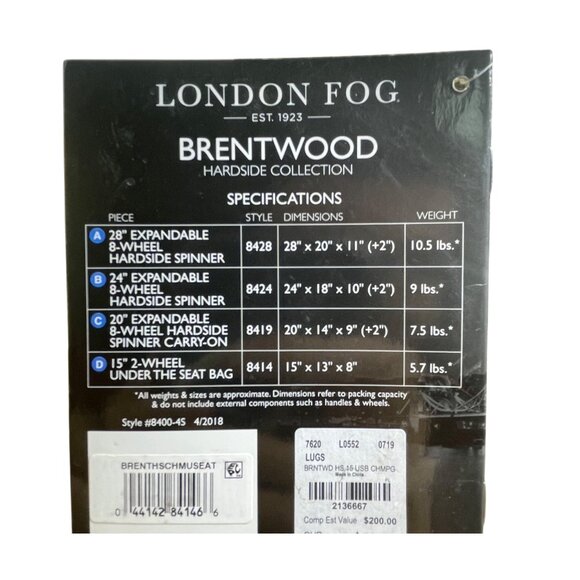 LONDON FOG
EST. 1923
BRENTWOOD
HARDSIDE COLLECTION
SPECIFICATIONS
PIECE STYLE DIMENSIONS WEIGHT
A 28" EXPANDABLE
8-WHEEL
HARDSIDE SPINNER 8428 28" x 20" x 11" (+2") 10.5 lbs.*
B 24" EXPANDABLE
8-WHEEL
HARDSIDE SPINNER 8424 24" x 18" x 10" (+2") 9 lbs.*
C 20" EXPANDABLE
8-WHEEL HARDSIDE
SPINNER CARRY-ON 8419 20" x 14" x 9" (+2") 7.5 lbs.*
D 15" 2-WHEEL
UNDER THE SEAT BAG 8414 15" x 13" x 8" 5.7 lbs.*
*All weights & sizes are approximate. Dimensions refer to packing capacity
& do not include external components such as handles & wheels.
Style #8400-4S 4/2018
BRENTHSCHMUSEAT
0 44142 84146 6
7620 L0552 0719
LUGS
BRNTWD HS 15 USB CHMPG
Made in China
2136667
Comp Est Value $200.00